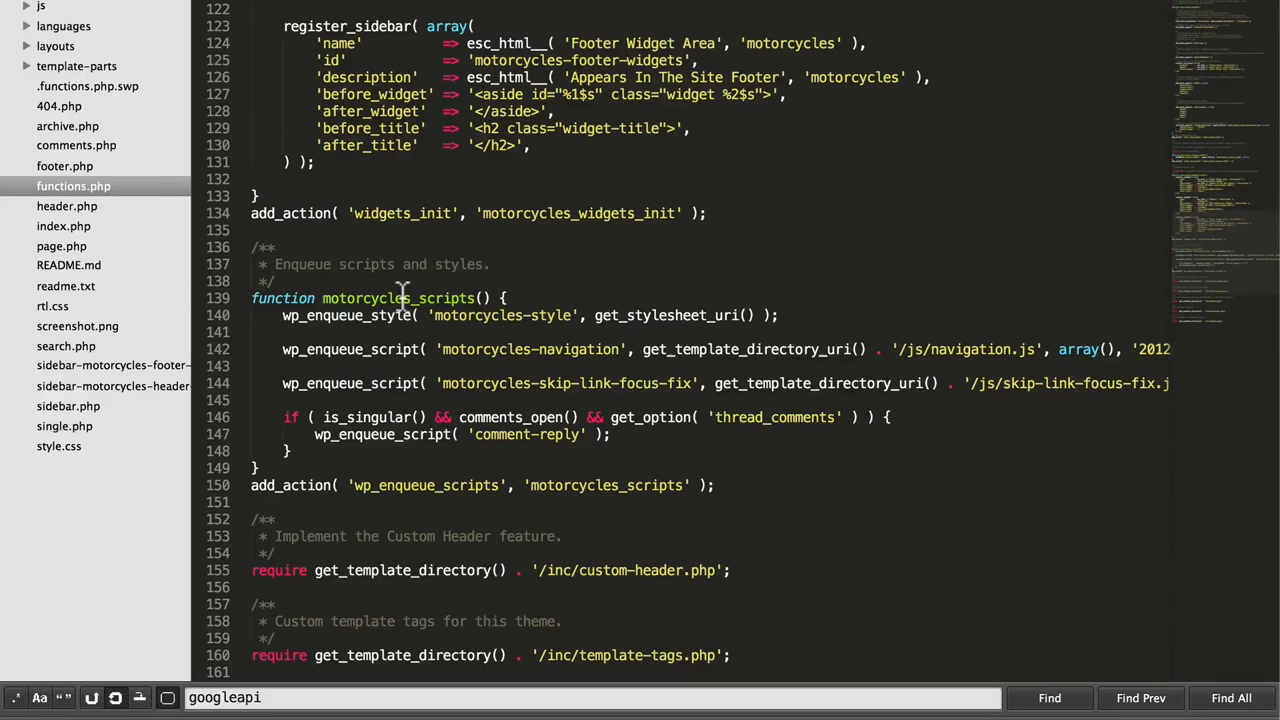 js
languages
layouts
template-parts
.functions.php.swp
404.php
archive.php
comments.php
footer.php
functions.php
header.php
index.php
page.php
README.md
readme.txt
rtl.css
screenshot.png
search.php
sidebar-motorcycles-footer-
sidebar-motorcycles-header
sidebar.php
single.php
style.css
122
123 register_sidebar( array(
124 'name' => esc_html__( 'Footer Widget Area', 'motorcycles' ),
125 'id' => 'motorcycles-footer-widgets',
126 'description' => esc_html__( 'Appears In The Site Footer', 'motorcycles' ),
127 'before_widget' => '<aside id="%1$s" class="widget %2$s">',
128 'after_widget' => '</aside>',
129 'before_title' => '<h2 class="widget-title">',
130 'after_title' => '</h2>',
131 ) );
132
133 }
134 add_action( 'widgets_init', 'motorcycles_widgets_init' );
135
136 /**
137 * Enqueue scripts and styles.
138 */
139 function motorcycles_scripts() {
140 wp_enqueue_style( 'motorcycles-style', get_stylesheet_uri() );
141
142 wp_enqueue_script( 'motorcycles-navigation', get_template_directory_uri() . '/js/navigation.js', array(), '2012
143
144 wp_enqueue_script( 'motorcycles-skip-link-focus-fix', get_template_directory_uri() . '/js/skip-link-focus-fix.j
145
146 if ( is_singular() && comments_open() && get_option( 'thread_comments' ) ) {
147 wp_enqueue_script( 'comment-reply' );
148 }
149 }
150 add_action( 'wp_enqueue_scripts', 'motorcycles_scripts' );
151
152 /**
153 * Implement the Custom Header feature.
154 */
155 require get_template_directory() . '/inc/custom-header.php';
156
157 /**
158 * Custom template tags for this theme.
159 */
160 require get_template_directory() . '/inc/template-tags.php';
161
.* Aa “” googleapi Find Find Prev Find All